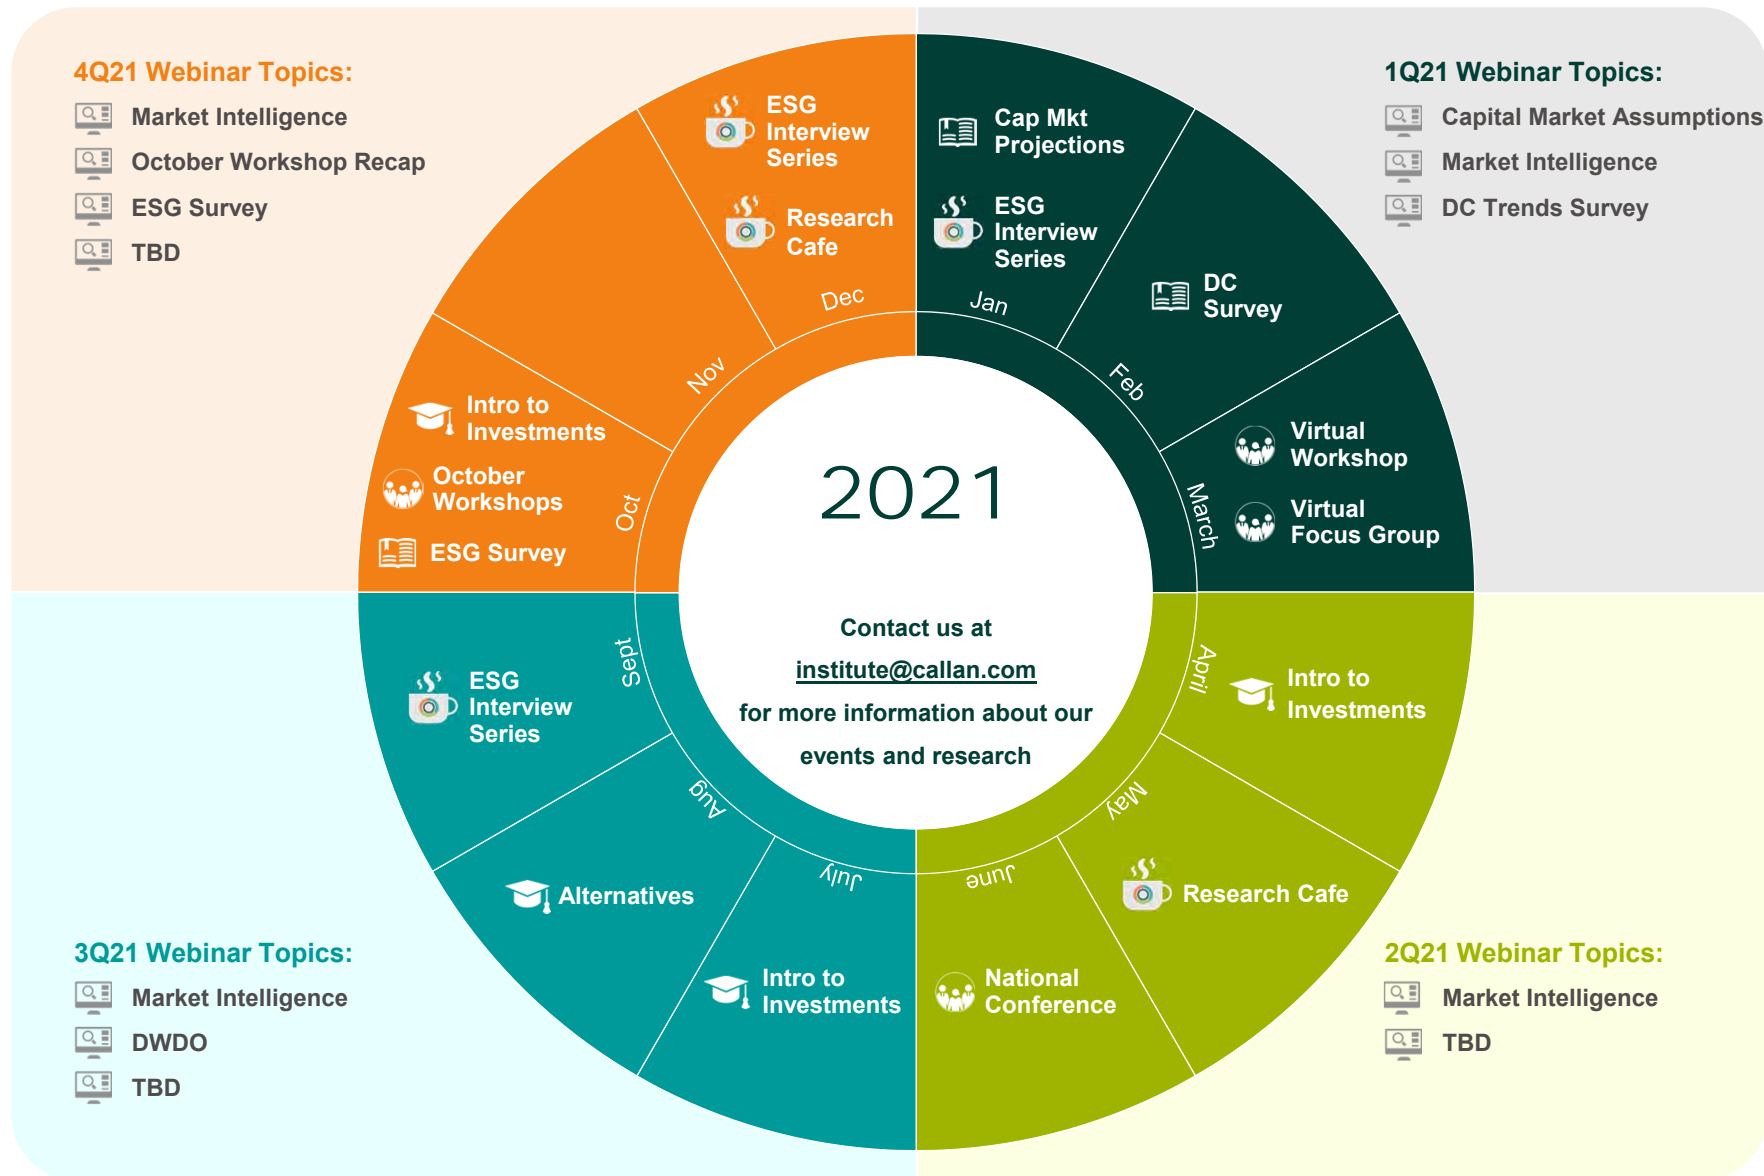 4Q21 Webinar Topics:
Market Intelligence
October Workshop Recap
ESG Survey
TBD
1Q21 Webinar Topics:
Capital Market Assumptions
Market Intelligence
DC Trends Survey
ESG
Interview
Series
Research
Cafe
Dec
Cap Mkt
Projections
ESG
Interview
Series
Jan
DC
Survey
Feb
Virtual
Workshop
Virtual
Focus Group
March
Nov
Intro to
Investments
October
Workshops
ESG Survey
Oct
2021
Contact us at
institute@callan.com
for more information about our
events and research
April
Intro to
Investments
May
Research Cafe
June
National
Conference
July
Intro to
Investments
Aug
Alternatives
Sept
ESG
Interview
Series
3Q21 Webinar Topics:
Market Intelligence
DWDO
TBD
2Q21 Webinar Topics:
Market Intelligence
TBD